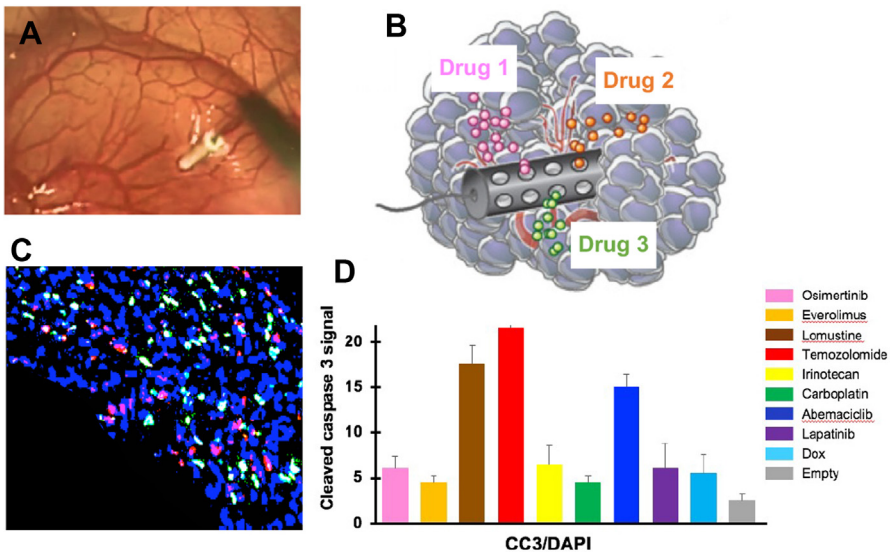 A
B
Drug 1
Drug 2
Drug 3
C
D
Cleaved caspase 3 signal
20
15
10
5
0
CC3/DAPI
Osimertinib
Everolimus
Lomustine
Temozolomide
Irinotecan
Carboplatin
Abemaciclib
Lapatinib
Dox
Empty